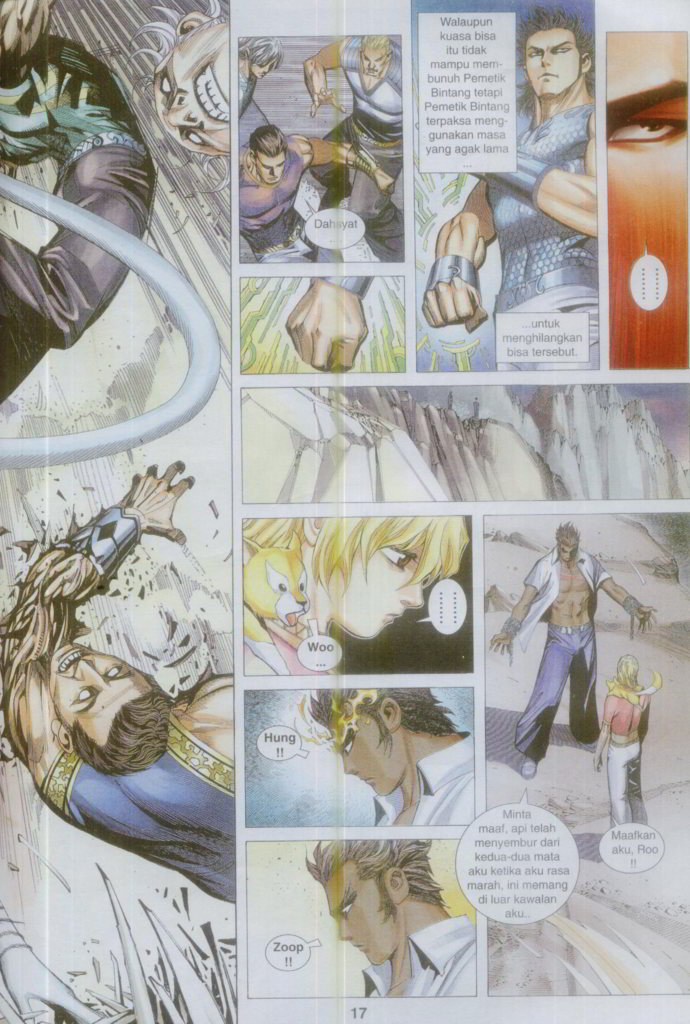 Walaupun
kuasa bisa
itu tidak
mampu mem-
bunuh Pemetik
Bintang tetapi
Pemetik Bintang
terpaksa meng-
gunakan masa
yang agak lama
...
Dahsyat
...untuk
menghilangkan
bisa tersebut.
Woo
...
Hung
!!
Minta
maaf, api telah
menyembur dari
kedua-dua mata
aku ketika aku rasa
marah, ini memang
di luar kawalan
aku..
Maafkan
aku, Roo
!!
Zoop
!!
17